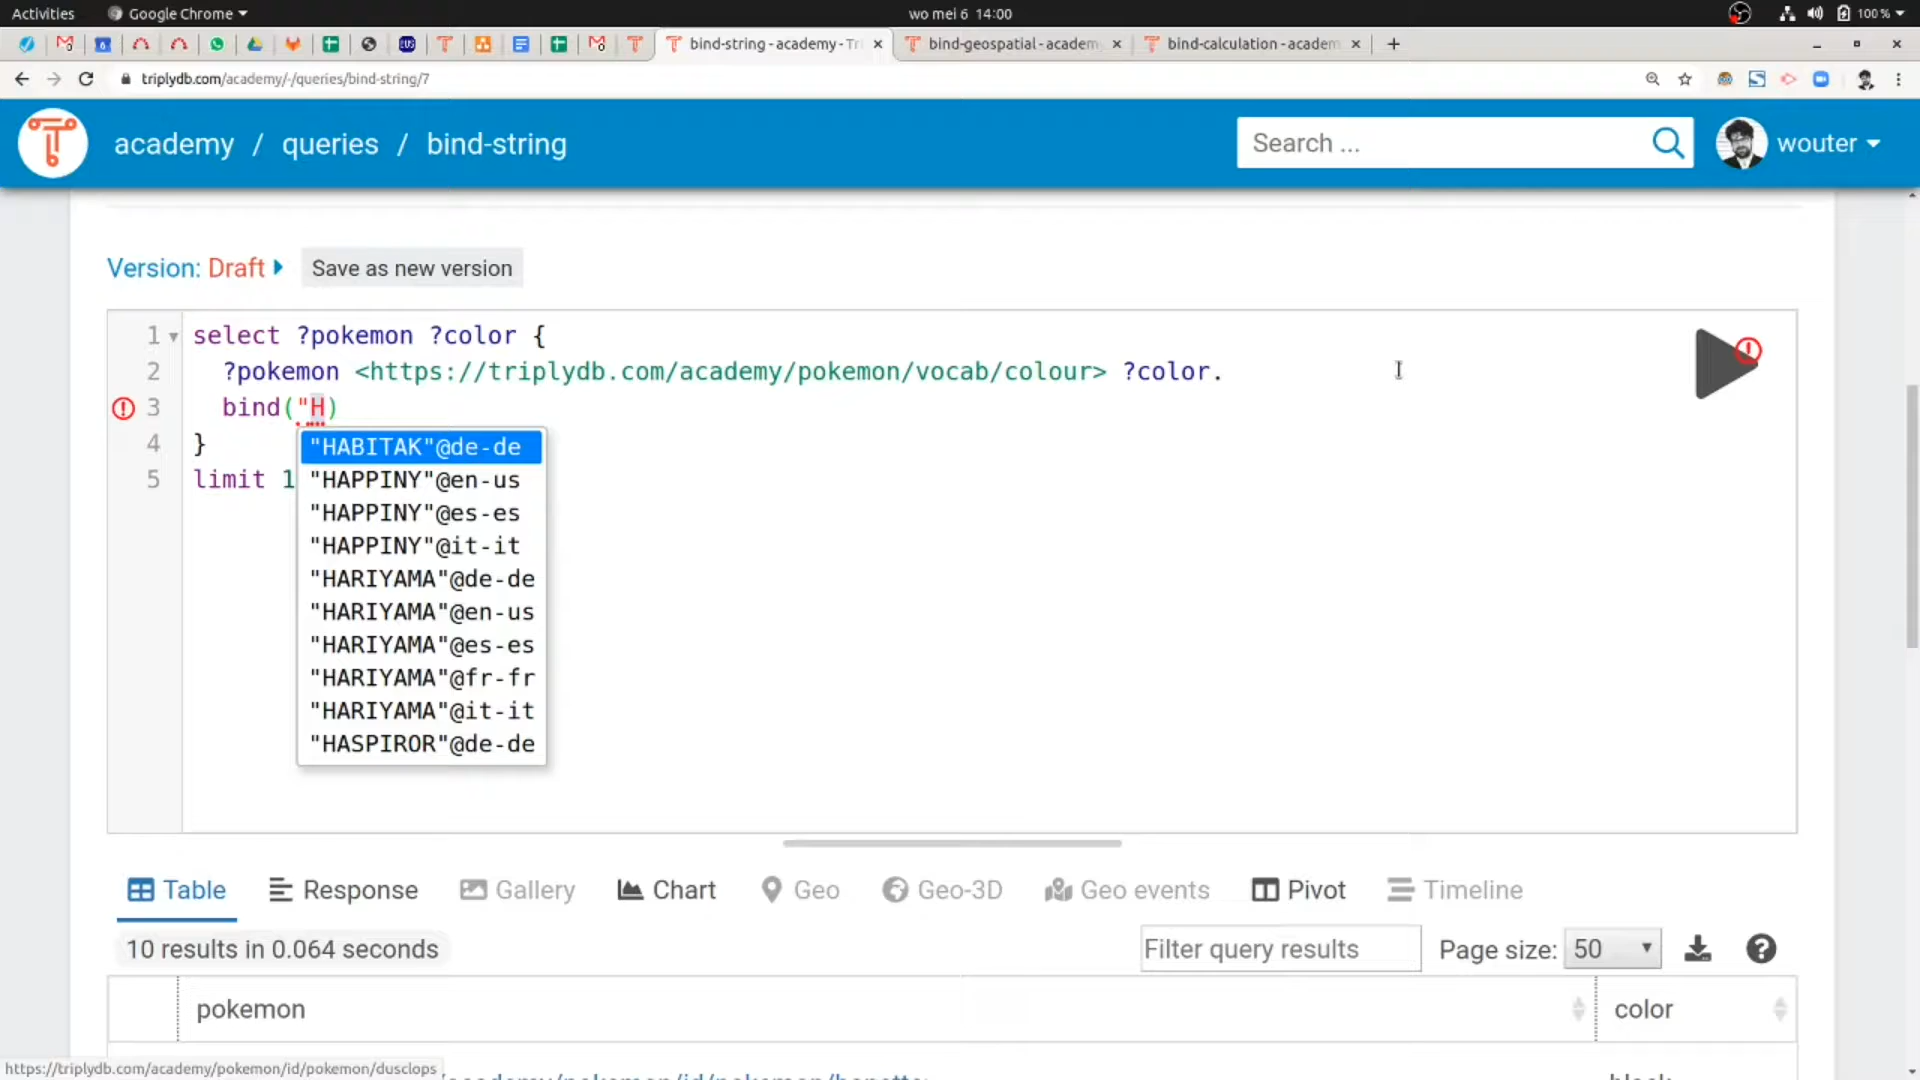 Activities Google Chrome wo mei 6 14:00 100 %
bind-string - academy - Tri bind-geospatial - academ bind-calculation - academ
triplydb.com/academy/-/queries/bind-string/7
academy / queries / bind-string Search ... wouter
Version: Draft Save as new version
1 select ?pokemon ?color {
2 ?pokemon <https://triplydb.com/academy/pokemon/vocab/colour> ?color.
3 bind("H)
4 }
5 limit 1
"HABITAK"@de-de
"HAPPINY"@en-us
"HAPPINY"@es-es
"HAPPINY"@it-it
"HARIYAMA"@de-de
"HARIYAMA"@en-us
"HARIYAMA"@es-es
"HARIYAMA"@fr-fr
"HARIYAMA"@it-it
"HASPIROR"@de-de
Table Response Gallery Chart Geo Geo-3D Geo events Pivot Timeline
10 results in 0.064 seconds Filter query results Page size: 50
pokemon color
https://triplydb.com/academy/pokemon/id/pokemon/dusclops